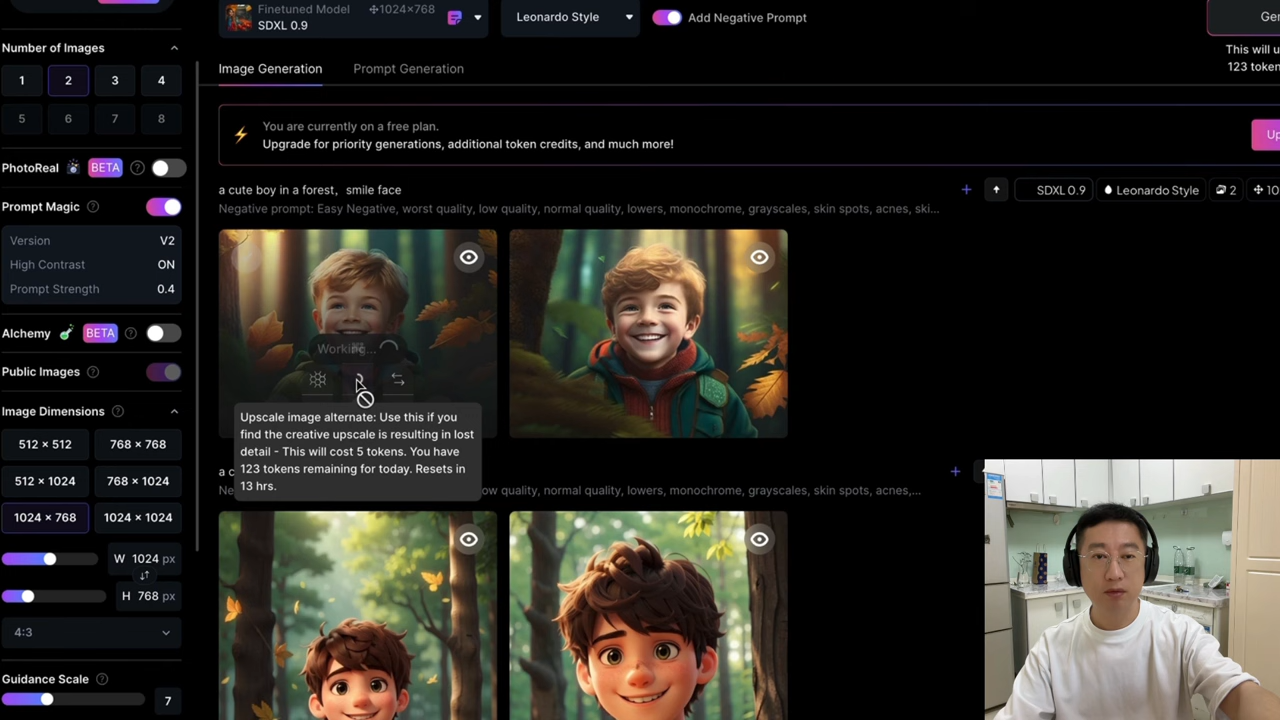 Finetuned Model
1024×768
SDXL 0.9
Leonardo Style
Add Negative Prompt
Gen
This will u
123 token
Number of Images
1
2
3
4
5
6
7
8
PhotoReal
BETA
Prompt Magic
Version
V2
High Contrast
ON
Prompt Strength
0.4
Alchemy
BETA
Public Images
Image Dimensions
512 × 512
768 × 768
512 × 1024
768 × 1024
1024 × 768
1024 × 1024
W 1024 px
H 768 px
4:3
Guidance Scale
7
Image Generation
Prompt Generation
You are currently on a free plan.
Upgrade for priority generations, additional token credits, and much more!
Up
a cute boy in a forest，smile face
SDXL 0.9
Leonardo Style
2
10
Negative prompt: Easy Negative, worst quality, low quality, normal quality, lowers, monochrome, grayscales, skin spots, acnes, ski...
Working...
Upscale image alternate: Use this if you
find the creative upscale is resulting in lost
detail - This will cost 5 tokens. You have
123 tokens remaining for today. Resets in
13 hrs.
a c
Ne
ow quality, normal quality, lowers, monochrome, grayscales, skin spots, acnes,...